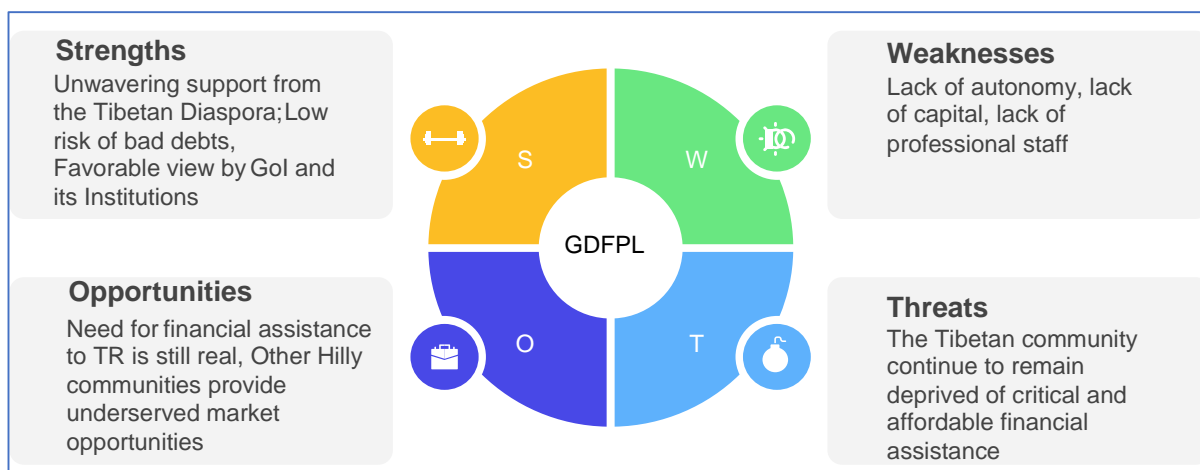 Strengths
Unwavering support from
the Tibetan Diaspora;Low
risk of bad debts,
Favorable view by GoI and
its Institutions
Weaknesses
Lack of autonomy, lack
of capital, lack of
professional staff
S
W
GDFPL
O
T
Opportunities
Need for financial assistance
to TR is still real, Other Hilly
communities provide
underserved market
opportunities
Threats
The Tibetan community
continue to remain
deprived of critical and
affordable financial
assistance